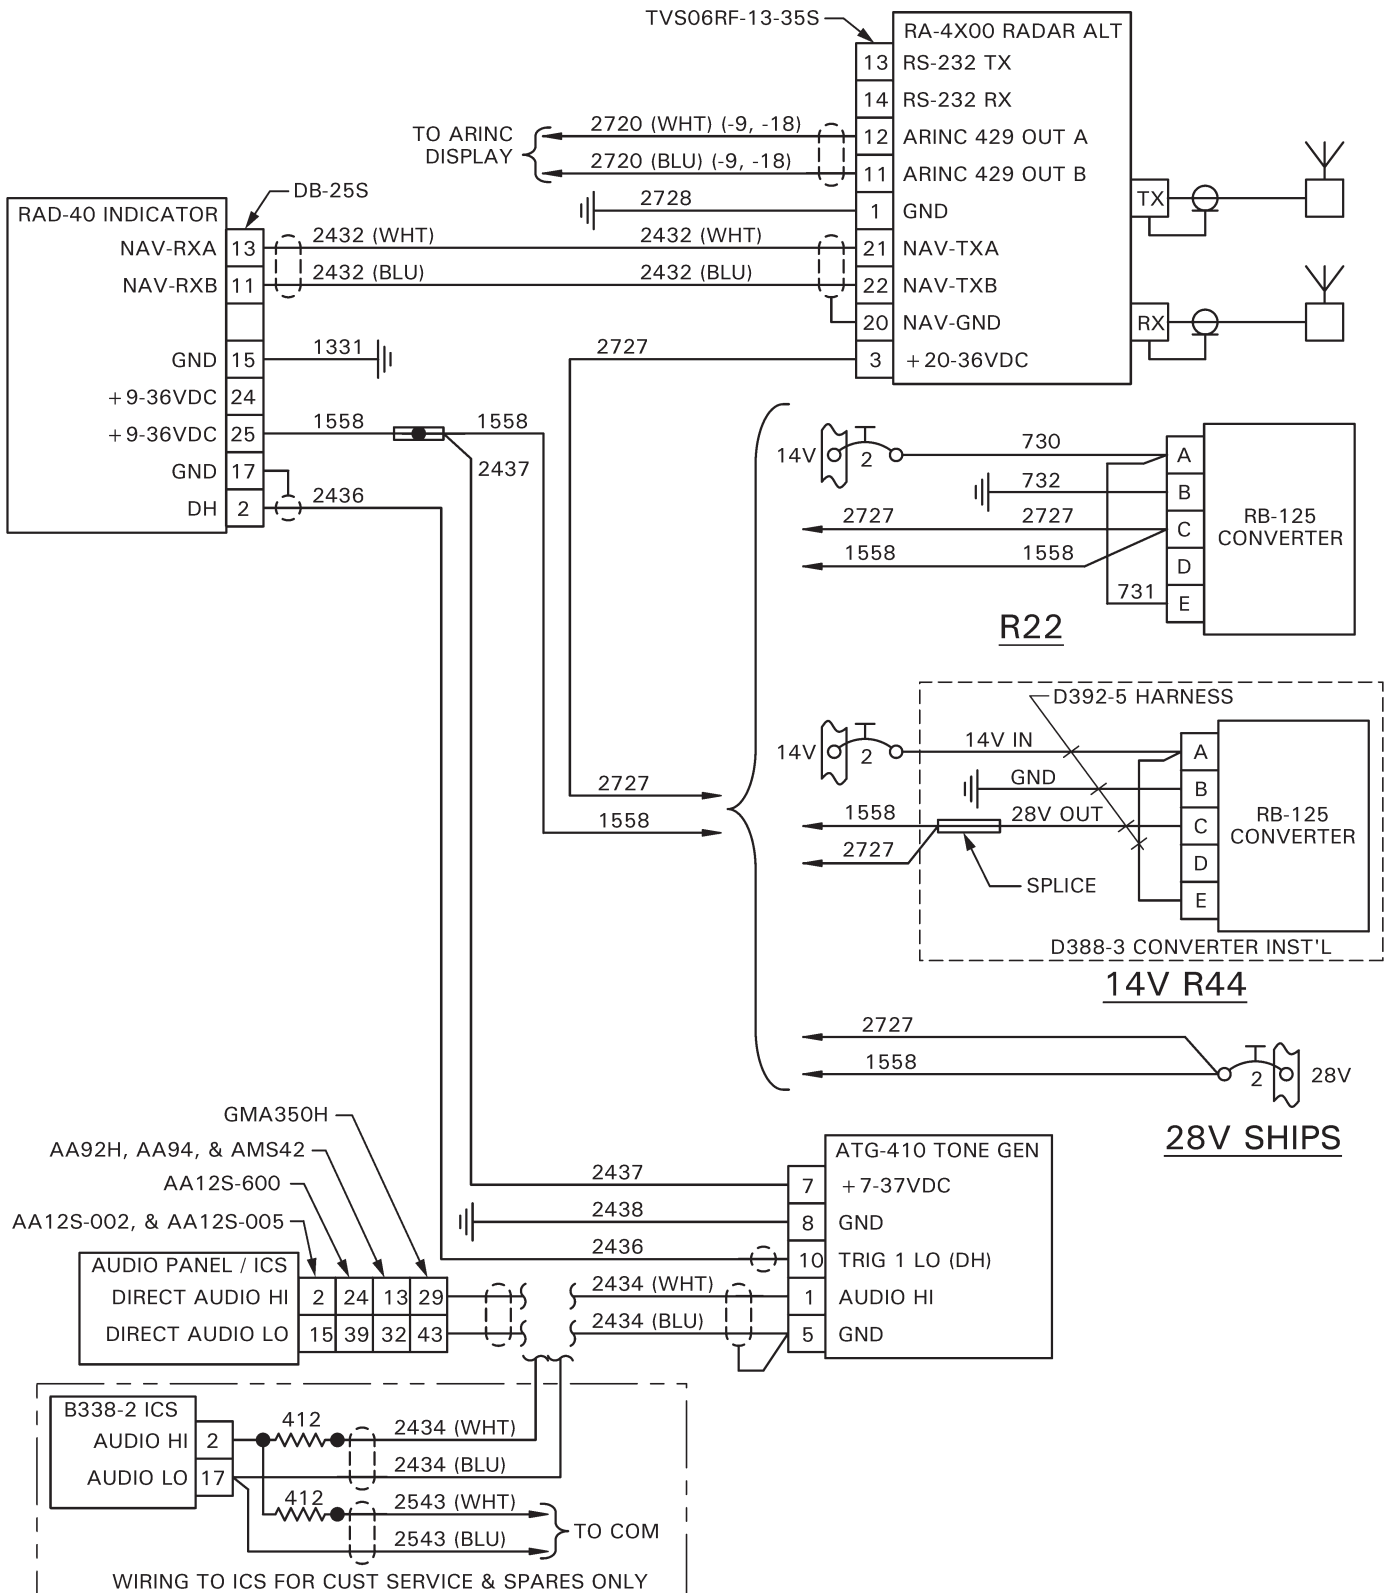 TVS06RF-13-35S
RA-4X00 RADAR ALT
13 RS-232 TX
14 RS-232 RX
TO ARINC
DISPLAY
2720 (WHT) (-9, -18)
12 ARINC 429 OUT A
2720 (BLU) (-9, -18)
11 ARINC 429 OUT B
2728
1 GND
TX
DB-25S
RAD-40 INDICATOR
NAV-RXA 13
2432 (WHT)
2432 (WHT)
21 NAV-TXA
NAV-RXB 11
2432 (BLU)
2432 (BLU)
22 NAV-TXB
20 NAV-GND
RX
GND 15
1331
2727
3 +20-36VDC
+9-36VDC 24
+9-36VDC 25
1558
1558
2437
GND 17
DH 2
2436
14V
2
730
A
732
B
2727
2727
C
1558
1558
D
731
E
RB-125
CONVERTER
R22
D392-5 HARNESS
14V
2
14V IN
A
GND
B
1558
28V OUT
C
2727
D
SPLICE
E
RB-125
CONVERTER
D388-3 CONVERTER INST'L
14V R44
2727
1558
2727
1558
2
28V
28V SHIPS
GMA350H
AA92H, AA94, & AMS42
AA12S-600
AA12S-002, & AA12S-005
ATG-410 TONE GEN
2437
7 +7-37VDC
2438
8 GND
2436
10 TRIG 1 LO (DH)
AUDIO PANEL / ICS
DIRECT AUDIO HI 2 24 13 29
2434 (WHT)
1 AUDIO HI
DIRECT AUDIO LO 15 39 32 43
2434 (BLU)
5 GND
B338-2 ICS
AUDIO HI 2
412
2434 (WHT)
AUDIO LO 17
2434 (BLU)
412
2543 (WHT)
2543 (BLU)
TO COM
WIRING TO ICS FOR CUST SERVICE & SPARES ONLY